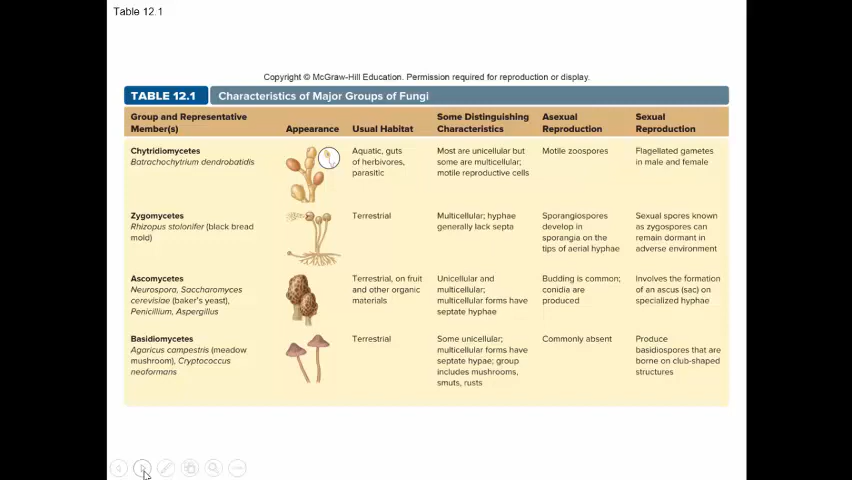 Table 12.1
Copyright © McGraw-Hill Education. Permission required for reproduction or display.
TABLE 12.1 Characteristics of Major Groups of Fungi
Group and Representative Member(s) Appearance Usual Habitat Some Distinguishing Characteristics Asexual Reproduction Sexual Reproduction
Chytridiomycetes
Batrachochytrium dendrobatidis
Aquatic, guts
of herbivores,
parasitic
Most are unicellular but
some are multicellular;
motile reproductive cells
Motile zoospores
Flagellated gametes
in male and female
Zygomycetes
Rhizopus stolonifer (black bread
mold)
Terrestrial
Multicellular; hyphae
generally lack septa
Sporangiospores
develop in
sporangia on the
tips of aerial hyphae
Sexual spores known
as zygospores can
remain dormant in
adverse environment
Ascomycetes
Neurospora, Saccharomyces
cerevisiae (baker's yeast),
Penicillium, Aspergillus
Terrestrial, on fruit
and other organic
materials
Unicellular and
multicellular;
multicellular forms have
septate hyphae
Budding is common;
conidia are
produced
Involves the formation
of an ascus (sac) on
specialized hyphae
Basidiomycetes
Agaricus campestris (meadow
mushroom), Cryptococcus
neoformans
Terrestrial
Some unicellular;
multicellular forms have
septate hypae; group
includes mushrooms,
smuts, rusts
Commonly absent
Produce
basidiospores that are
borne on club-shaped
structures